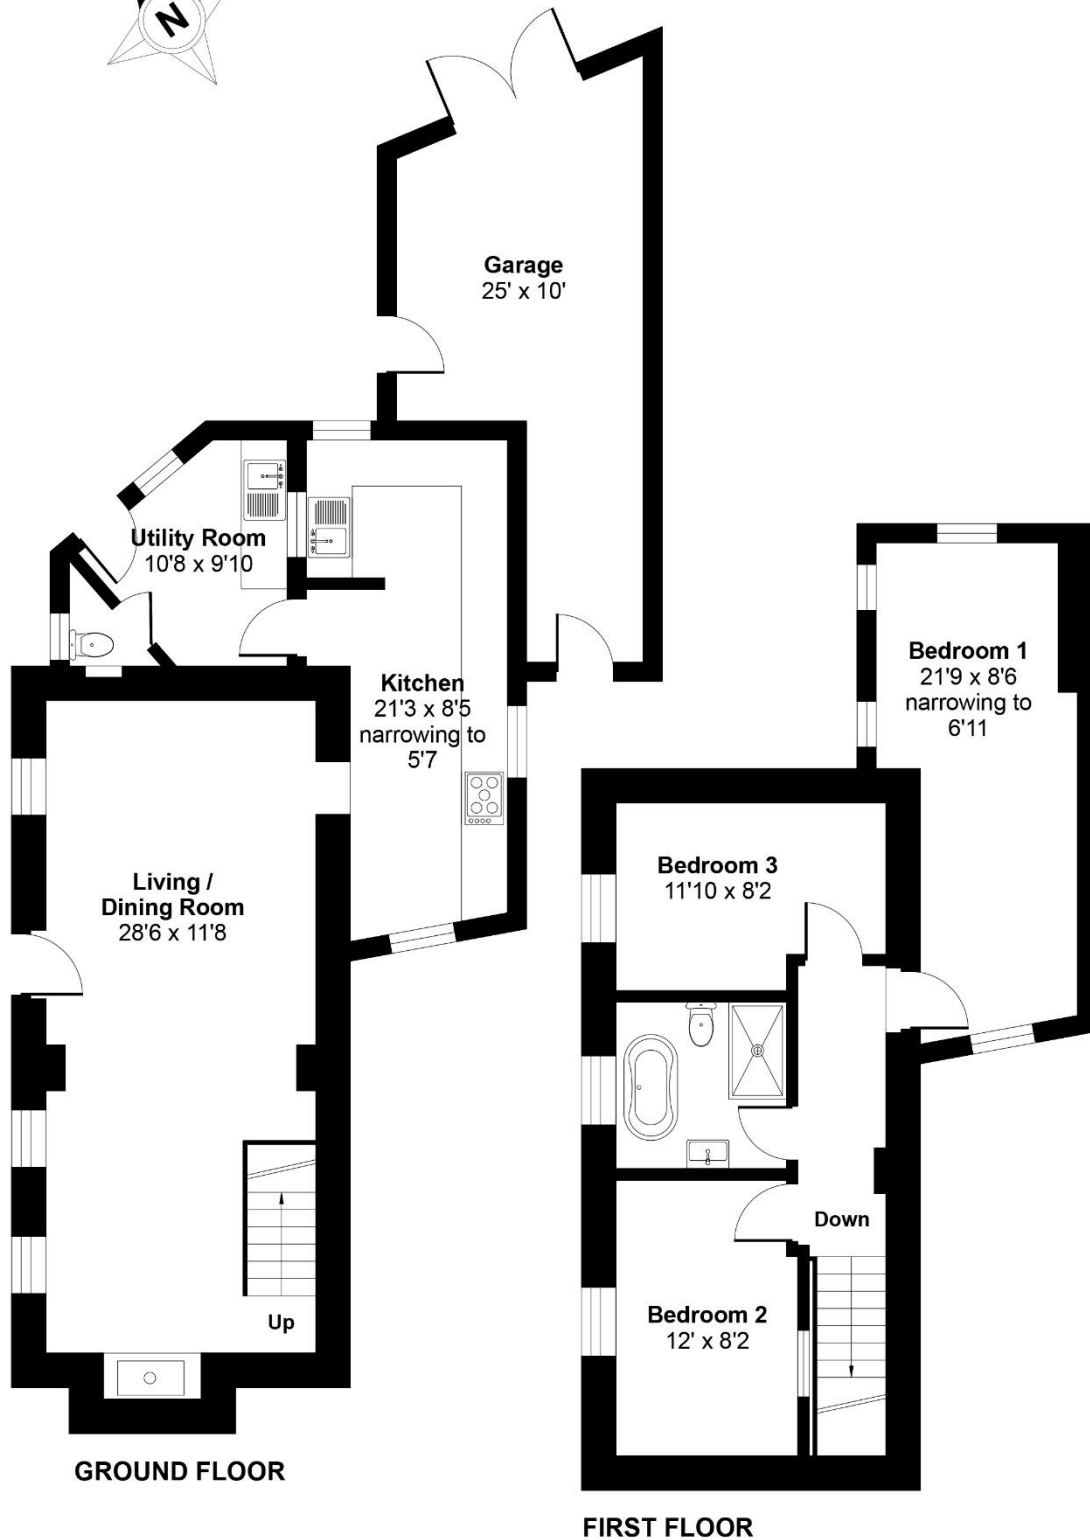 N
Garage
25' x 10'
Utility Room
10'8 x 9'10
Kitchen
21'3 x 8'5
narrowing to
5'7
Living /
Dining Room
28'6 x 11'8
Up
GROUND FLOOR
Bedroom 1
21'9 x 8'6
narrowing to
6'11
Bedroom 3
11'10 x 8'2
Down
Bedroom 2
12' x 8'2
FIRST FLOOR